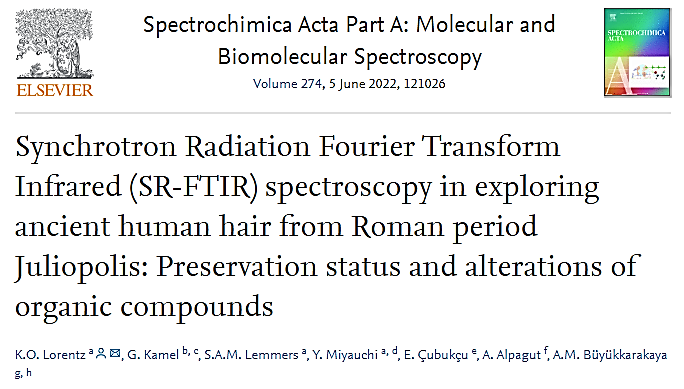 Spectrochimica Acta Part A: Molecular and
Biomolecular Spectroscopy
Volume 274, 5 June 2022, 121026
ELSEVIER
SPECTROCHIMICA
ACTA
A
Synchrotron Radiation Fourier Transform
Infrared (SR-FTIR) spectroscopy in exploring
ancient human hair from Roman period
Juliopolis: Preservation status and alterations of
organic compounds
K.O. Lorentz a, G. Kamel b, c, S.A.M. Lemmers a, Y. Miyauchi a, d, E. Çubukçu e, A. Alpagut f, A.M. Büyükkarakaya
g, h